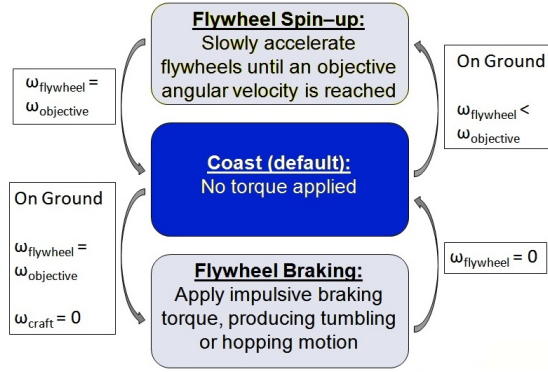 Flywheel Spin–up:
Slowly accelerate
flywheels until an objective
angular velocity is reached
ωflywheel =
ωobjective
On Ground
ωflywheel <
ωobjective
Coast (default):
No torque applied
On Ground
ωflywheel =
ωobjective
ωcraft = 0
Flywheel Braking:
Apply impulsive braking
torque, producing tumbling
or hopping motion
ωflywheel = 0